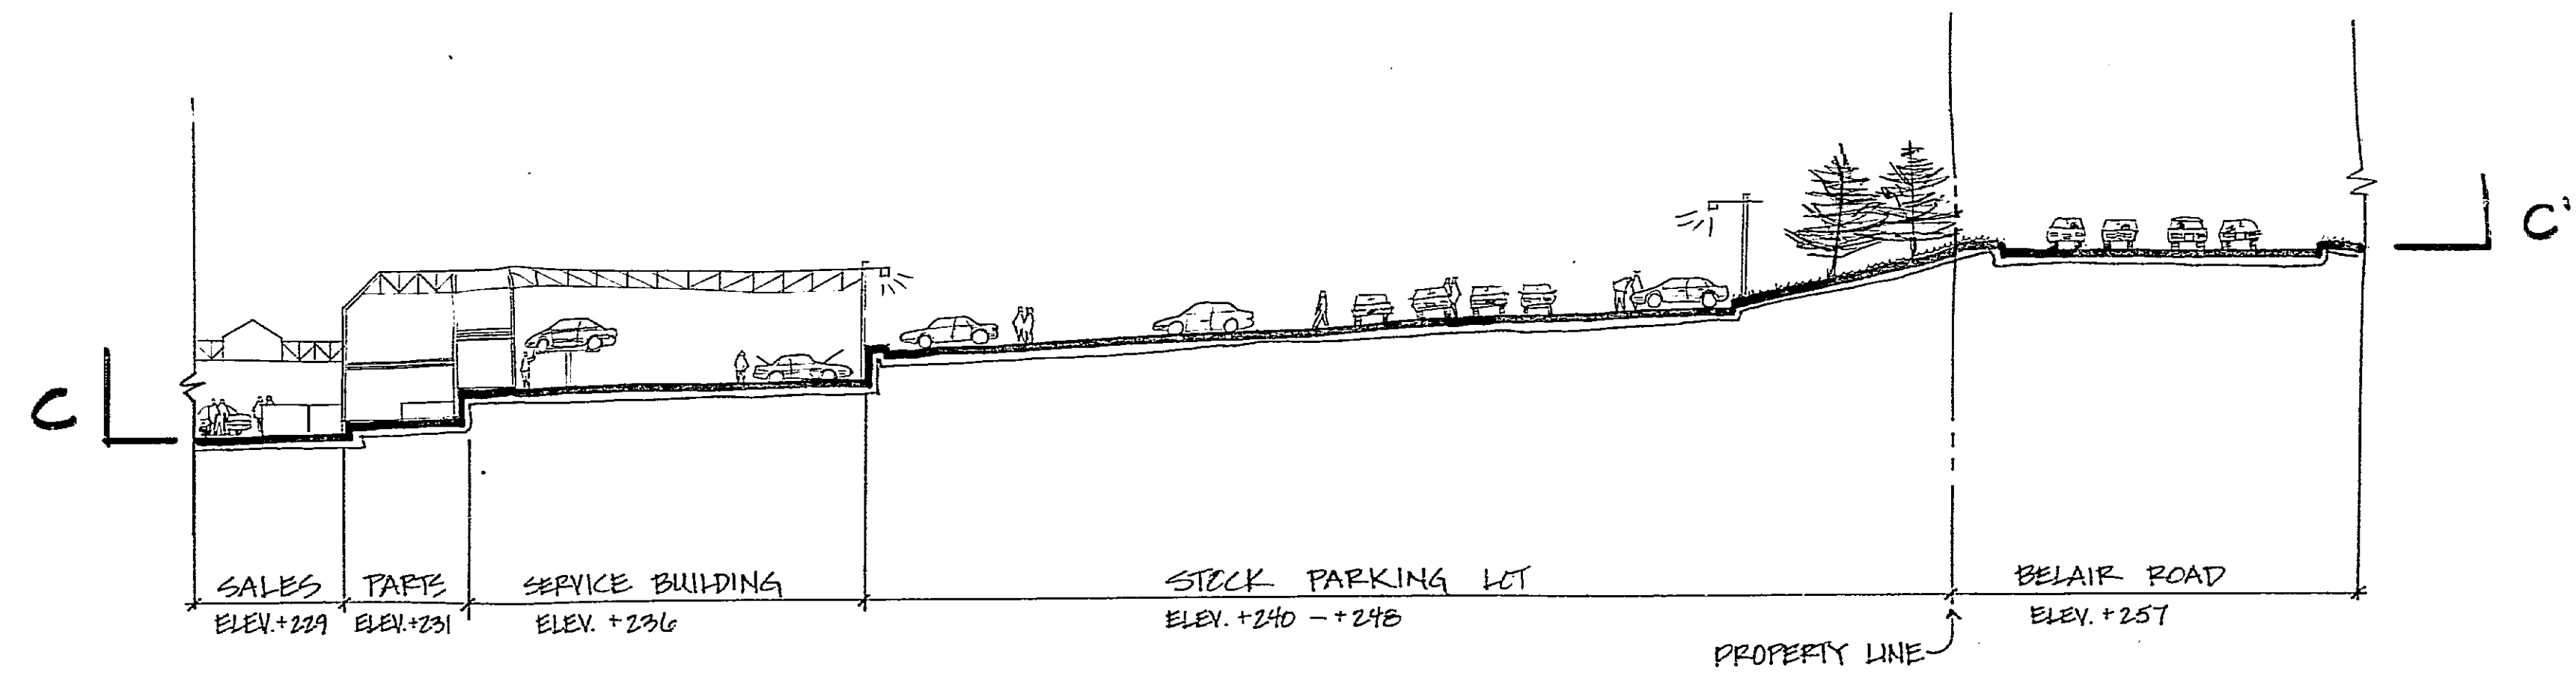 C
C'
SALES
PARTS
SERVICE BUILDING
STOCK PARKING LOT
BELAIR ROAD
ELEV. +229
ELEV. +231
ELEV. +236
ELEV. +240 - +248
ELEV. +257
PROPERTY LINE